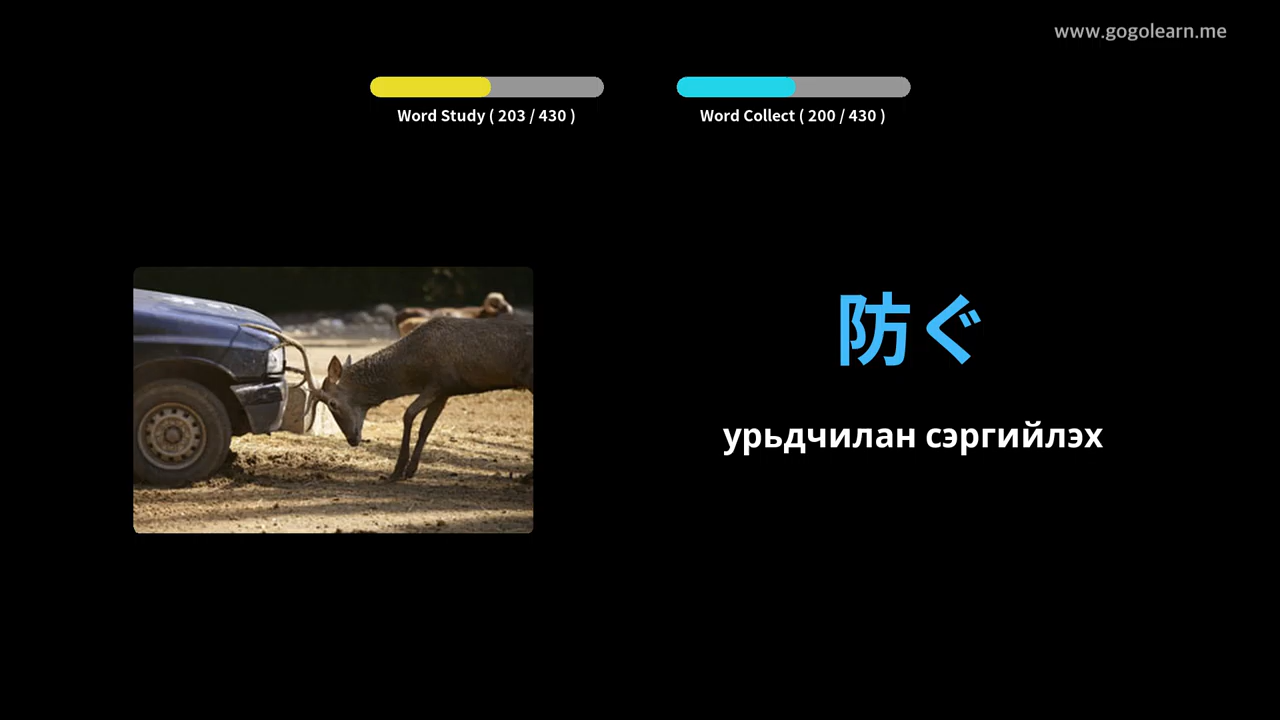 www.gogolearn.me
Word Study ( 203 / 430 )
Word Collect ( 200 / 430 )
防ぐ
урьдчилан сэргийлэх